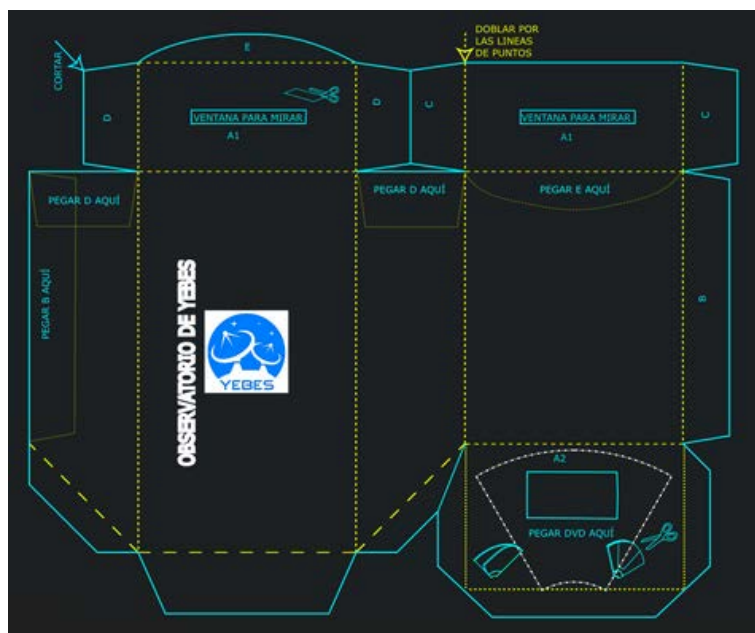 E
DOBLAR POR
LAS LINEAS
DE PUNTOS
CORTAR
D
VENTANA PARA MIRAR
A1
D
C
VENTANA PARA MIRAR
A1
C
PEGAR D AQUÍ
PEGAR D AQUÍ
PEGAR E AQUÍ
PEGAR B AQUÍ
OBSERVATORIO DE YEBES
YEBES
B
A2
PEGAR DVD AQUÍ